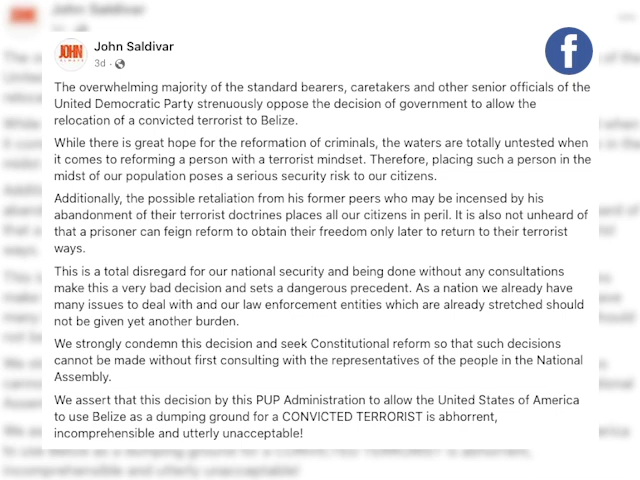 John Saldivar
JOHN
ALWAYS
John Saldivar
3d
f
The overwhelming majority of the standard bearers, caretakers and other senior officials of the
United Democratic Party strenuously oppose the decision of government to allow the
relocation of a convicted terrorist to Belize.
While there is great hope for the reformation of criminals, the waters are totally untested when
it comes to reforming a person with a terrorist mindset. Therefore, placing such a person in the
midst of our population poses a serious security risk to our citizens.
Additionally, the possible retaliation from his former peers who may be incensed by his
abandonment of their terrorist doctrines places all our citizens in peril. It is also not unheard of
that a prisoner can feign reform to obtain their freedom only later to return to their terrorist
ways.
This is a total disregard for our national security and being done without any consultations
make this a very bad decision and sets a dangerous precedent. As a nation we already have
many issues to deal with and our law enforcement entities which are already stretched should
not be given yet another burden.
We strongly condemn this decision and seek Constitutional reform so that such decisions
cannot be made without first consulting with the representatives of the people in the National
Assembly.
We assert that this decision by this PUP Administration to allow the United States of America
to use Belize as a dumping ground for a CONVICTED TERRORIST is abhorrent,
incomprehensible and utterly unacceptable!